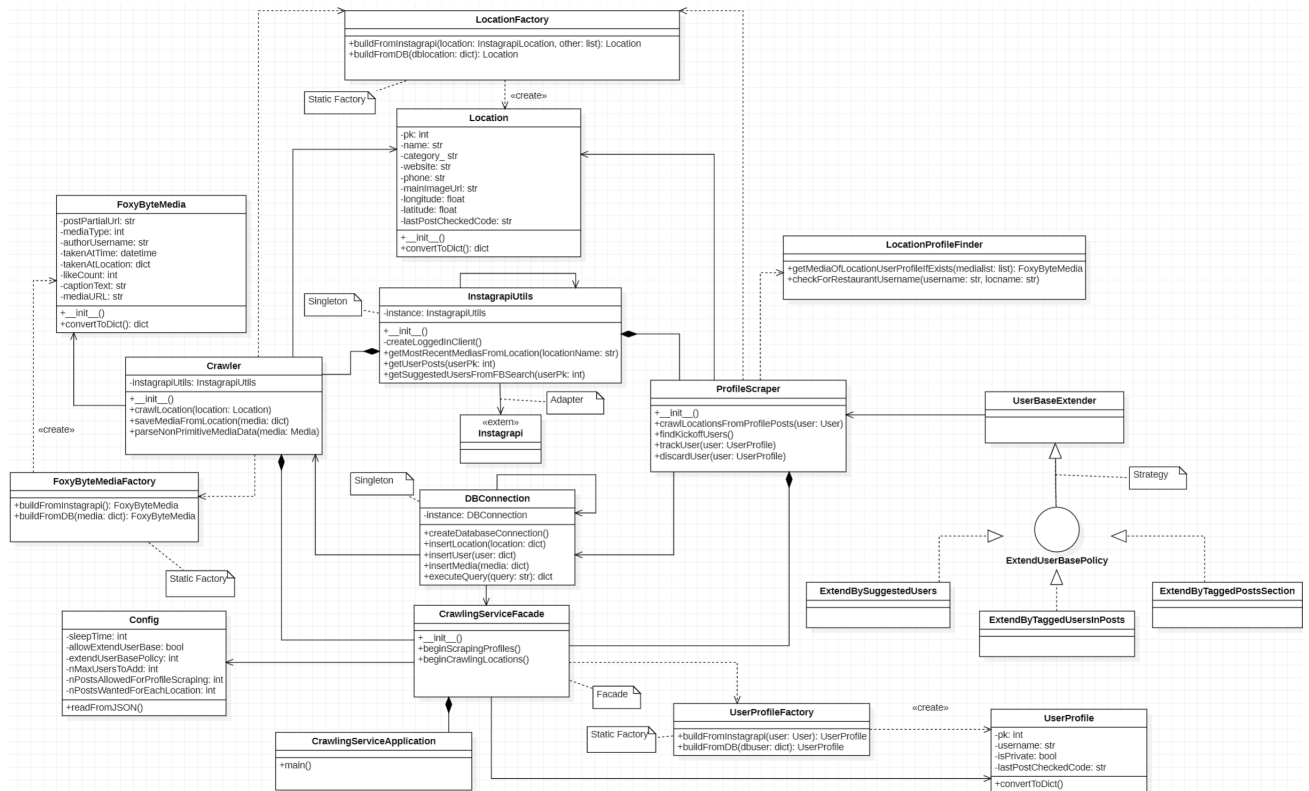 LocationFactory
+buildFromInstagrapi(location: InstagrapiLocation, other: list): Location
+buildFromDB(dblocation: dict): Location
Static Factory
«create»
Location
-pk: int
-name: str
-category_ str
-website: str
-phone: str
-mainImageUrl: str
-longitude: float
-latitude: float
-lastPostCheckedCode: str
+__init__()
+convertToDict(): dict
FoxyByteMedia
-postPartialUrl: str
-mediaType: int
-authorUsername: str
-takenAtTime: datetime
-takenAtLocation: dict
-likeCount: int
-captionText: str
-mediaURL: str
+__init__()
+convertToDict(): dict
LocationProfileFinder
+getMediaOfLocationUserProfileIfExists(medialist: list): FoxyByteMedia
+checkForRestaurantUsername(username: str, locname: str)
Singleton
InstagrapiUtils
-instance: InstagrapiUtils
+__init__()
-createLoggedInClient()
+getMostRecentMediasFromLocation(locationName: str)
+getUserPosts(userPk: int)
+getSuggestedUsersFromFBSearch(userPk: int)
Crawler
-instagrapiUtils: InstagrapiUtils
+__init__()
+crawlLocation(location: Location)
+saveMediaFromLocation(media: dict)
+parseNonPrimitiveMediaData(media: Media)
Adapter
«extern»
Instagrapi
ProfileScraper
+__init__()
+crawlLocationsFromProfilePosts(user: User)
+findKickoffUsers()
+trackUser(user: UserProfile)
+discardUser(user: UserProfile)
UserBaseExtender
«create»
Strategy
FoxyByteMediaFactory
+buildFromInstagrapi(): FoxyByteMedia
+buildFromDB(media: dict): FoxyByteMedia
Static Factory
Singleton
DBConnection
-instance: DBConnection
+createDatabaseConnection()
+insertLocation(location: dict)
+insertUser(user: dict)
+insertMedia(media: dict)
+executeQuery(query: str): dict
ExtendUserBasePolicy
ExtendBySuggestedUsers
ExtendByTaggedUsersInPosts
ExtendByTaggedPostsSection
Config
-sleepTime: int
-allowExtendUserBase: bool
-extendUserBasePolicy: int
-nMaxUsersToAdd: int
-nPostsAllowedForProfileScraping: int
-nPostsWantedForEachLocation: int
+readFromJSON()
CrawlingServiceFacade
+__init__()
+beginScrapingProfiles()
+beginCrawlingLocations()
Facade
Static Factory
UserProfileFactory
+buildFromInstagrapi(user: User): UserProfile
+buildFromDB(dbuser: dict): UserProfile
«create»
UserProfile
-pk: int
-username: str
-isPrivate: bool
-lastPostCheckedCode: str
+convertToDict()
CrawlingServiceApplication
+main()